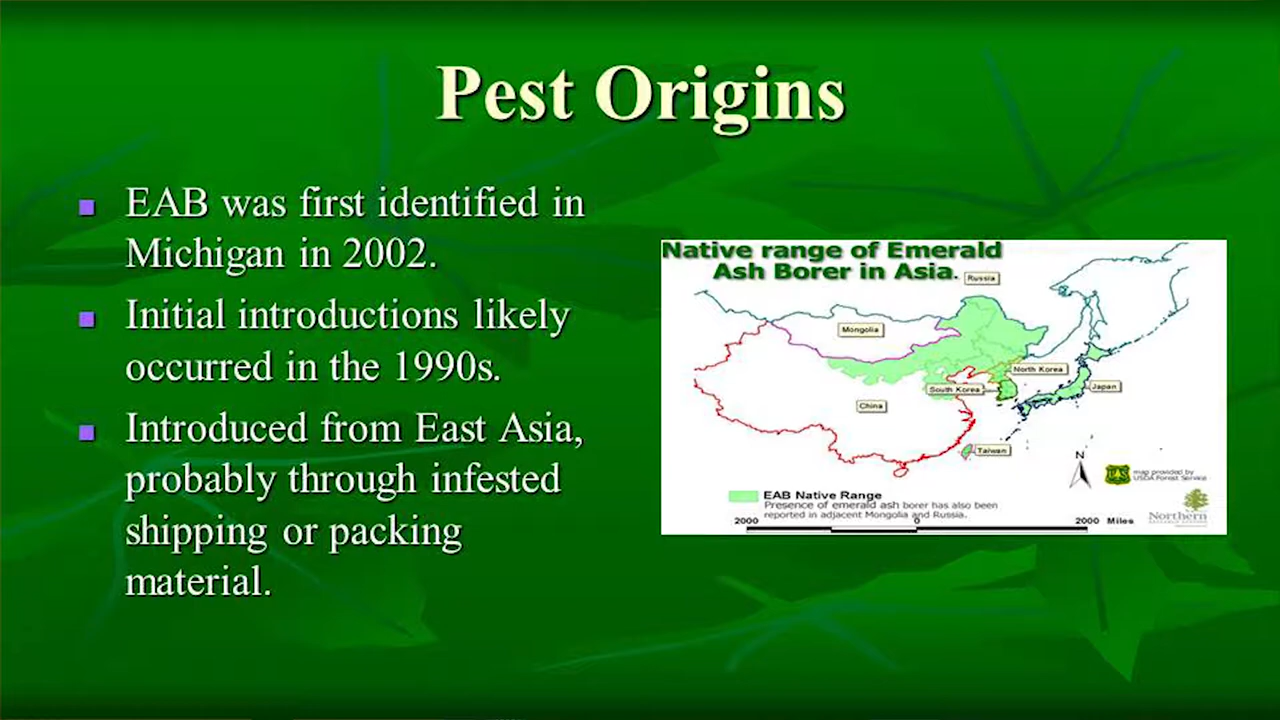 Pest Origins
EAB was first identified in
Michigan in 2002.
Initial introductions likely
occurred in the 1990s.
Introduced from East Asia,
probably through infested
shipping or packing
material.
Native range of Emerald
Ash Borer in Asia.
Russia
Mongolia
North Korea
South Korea
Japan
China
Taiwan
N
map provided by
USDA Forest Service
EAB Native Range
Presence of emerald ash borer has also been
reported in adjacent Mongolia and Russia.
2000 0 2000 Miles
Northern